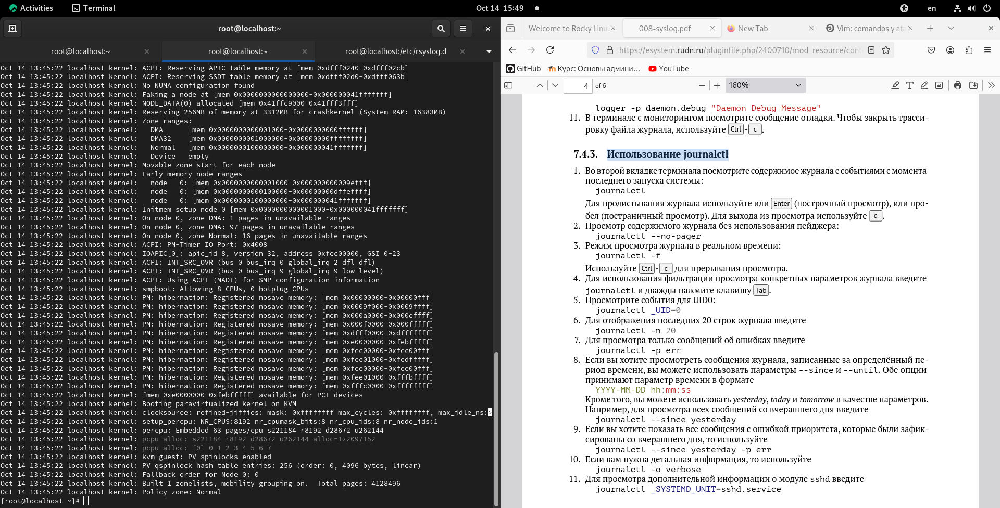 Activities
Terminal
Oct 14 15:49
en
root@localhost:~
root@localhost:~
root@localhost:~
root@localhost:/etc/rsyslog.d
Oct 14 13:45:22 localhost kernel: ACPI: Reserving APIC table memory at [mem 0xdfff0240-0xdfff02cb]
Oct 14 13:45:22 localhost kernel: ACPI: Reserving SSDT table memory at [mem 0xdfff02d0-0xdfff063b]
Oct 14 13:45:22 localhost kernel: No NUMA configuration found
Oct 14 13:45:22 localhost kernel: Faking a node at [mem 0x0000000000000000-0x000000041fffffff]
Oct 14 13:45:22 localhost kernel: NODE_DATA(0) allocated [mem 0x41ffc9000-0x41fff3fff]
Oct 14 13:45:22 localhost kernel: Reserving 256MB of memory at 3312MB for crashkernel (System RAM: 16383MB)
Oct 14 13:45:22 localhost kernel: Zone ranges:
Oct 14 13:45:22 localhost kernel:   DMA      [mem 0x0000000000001000-0x0000000000ffffff]
Oct 14 13:45:22 localhost kernel:   DMA32    [mem 0x0000000001000000-0x00000000ffffffff]
Oct 14 13:45:22 localhost kernel:   Normal   [mem 0x0000000100000000-0x000000041fffffff]
Oct 14 13:45:22 localhost kernel:   Device   empty
Oct 14 13:45:22 localhost kernel: Movable zone start for each node
Oct 14 13:45:22 localhost kernel: Early memory node ranges
Oct 14 13:45:22 localhost kernel:   node   0: [mem 0x0000000000001000-0x000000000009efff]
Oct 14 13:45:22 localhost kernel:   node   0: [mem 0x0000000000100000-0x00000000dffeffff]
Oct 14 13:45:22 localhost kernel:   node   0: [mem 0x0000000100000000-0x000000041fffffff]
Oct 14 13:45:22 localhost kernel: Initmem setup node 0 [mem 0x0000000000001000-0x000000041fffffff]
Oct 14 13:45:22 localhost kernel: On node 0, zone DMA: 1 pages in unavailable ranges
Oct 14 13:45:22 localhost kernel: On node 0, zone DMA: 97 pages in unavailable ranges
Oct 14 13:45:22 localhost kernel: On node 0, zone Normal: 16 pages in unavailable ranges
Oct 14 13:45:22 localhost kernel: ACPI: PM-Timer IO Port: 0x4008
Oct 14 13:45:22 localhost kernel: IOAPIC[0]: apic_id 8, version 32, address 0xfec00000, GSI 0-23
Oct 14 13:45:22 localhost kernel: ACPI: INT_SRC_OVR (bus 0 bus_irq 0 global_irq 2 dfl dfl)
Oct 14 13:45:22 localhost kernel: ACPI: INT_SRC_OVR (bus 0 bus_irq 9 global_irq 9 low level)
Oct 14 13:45:22 localhost kernel: ACPI: Using ACPI (MADT) for SMP configuration information
Oct 14 13:45:22 localhost kernel: smpboot: Allowing 8 CPUs, 0 hotplug CPUs
Oct 14 13:45:22 localhost kernel: PM: hibernation: Registered nosave memory: [mem 0x00000000-0x00000fff]
Oct 14 13:45:22 localhost kernel: PM: hibernation: Registered nosave memory: [mem 0x0009f000-0x0009ffff]
Oct 14 13:45:22 localhost kernel: PM: hibernation: Registered nosave memory: [mem 0x000a0000-0x000effff]
Oct 14 13:45:22 localhost kernel: PM: hibernation: Registered nosave memory: [mem 0x000f0000-0x000fffff]
Oct 14 13:45:22 localhost kernel: PM: hibernation: Registered nosave memory: [mem 0xdfff0000-0xdfffffff]
Oct 14 13:45:22 localhost kernel: PM: hibernation: Registered nosave memory: [mem 0xe0000000-0xfebfffff]
Oct 14 13:45:22 localhost kernel: PM: hibernation: Registered nosave memory: [mem 0xfec00000-0xfec00fff]
Oct 14 13:45:22 localhost kernel: PM: hibernation: Registered nosave memory: [mem 0xfec01000-0xfedfffff]
Oct 14 13:45:22 localhost kernel: PM: hibernation: Registered nosave memory: [mem 0xfee00000-0xfee00fff]
Oct 14 13:45:22 localhost kernel: PM: hibernation: Registered nosave memory: [mem 0xfee01000-0xfffbffff]
Oct 14 13:45:22 localhost kernel: PM: hibernation: Registered nosave memory: [mem 0xfffc0000-0xffffffff]
Oct 14 13:45:22 localhost kernel: [mem 0xe0000000-0xfebfffff] available for PCI devices
Oct 14 13:45:22 localhost kernel: Booting paravirtualized kernel on KVM
Oct 14 13:45:22 localhost kernel: clocksource: refined-jiffies: mask: 0xffffffff max_cycles: 0xffffffff, max_idle_ns:>
Oct 14 13:45:22 localhost kernel: setup_percpu: NR_CPUS:8192 nr_cpumask_bits:8 nr_cpu_ids:8 nr_node_ids:1
Oct 14 13:45:22 localhost kernel: percpu: Embedded 63 pages/cpu s221184 r8192 d28672 u262144
Oct 14 13:45:22 localhost kernel: pcpu-alloc: s221184 r8192 d28672 u262144 alloc=1*2097152
Oct 14 13:45:22 localhost kernel: pcpu-alloc: [0] 0 1 2 3 4 5 6 7
Oct 14 13:45:22 localhost kernel: kvm-guest: PV spinlocks enabled
Oct 14 13:45:22 localhost kernel: PV qspinlock hash table entries: 256 (order: 0, 4096 bytes, linear)
Oct 14 13:45:22 localhost kernel: Fallback order for Node 0: 0
Oct 14 13:45:22 localhost kernel: Built 1 zonelists, mobility grouping on.  Total pages: 4128496
Oct 14 13:45:22 localhost kernel: Policy zone: Normal
[root@localhost ~]#
Welcome to Rocky Linu
008-syslog.pdf
New Tab
Vim: comandos y ata
https://esystem.rudn.ru/pluginfile.php/2400710/mod_resource/cont
GitHub
Курс: Основы админи…
YouTube
4 of 6
160%
logger -p daemon.debug "Daemon Debug Message"
11. В терминале с мониторингом посмотрите сообщение отладки. Чтобы закрыть трасси-
ровку файла журнала, используйте Ctrl + c .
7.4.3. Использование journalctl
1. Во второй вкладке терминала посмотрите содержимое журнала с событиями с момента
последнего запуска системы:
journalctl
Для пролистывания журнала используйте или Enter (построчный просмотр), или про-
бел (постраничный просмотр). Для выхода из просмотра используйте q .
2. Просмотр содержимого журнала без использования пейджера:
journalctl --no-pager
3. Режим просмотра журнала в реальном времени:
journalctl -f
Используйте Ctrl + c для прерывания просмотра.
4. Для использования фильтрации просмотра конкретных параметров журнала введите
journalctl и дважды нажмите клавишу Tab .
5. Просмотрите события для UID0:
journalctl _UID=0
6. Для отображения последних 20 строк журнала введите
journalctl -n 20
7. Для просмотра только сообщений об ошибках введите
journalctl -p err
8. Если вы хотите просмотреть сообщения журнала, записанные за определённый пе-
риод времени, вы можете использовать параметры --since и --until. Обе опции
принимают параметр времени в формате
YYYY-MM-DD hh:mm:ss
Кроме того, вы можете использовать yesterday, today и tomorrow в качестве параметров.
Например, для просмотра всех сообщений со вчерашнего дня введите
journalctl --since yesterday
9. Если вы хотите показать все сообщения с ошибкой приоритета, которые были зафик-
сированы со вчерашнего дня, то используйте
journalctl --since yesterday -p err
10. Если вам нужна детальная информация, то используйте
journalctl -o verbose
11. Для просмотра дополнительной информации о модуле sshd введите
journalctl _SYSTEMD_UNIT=sshd.service